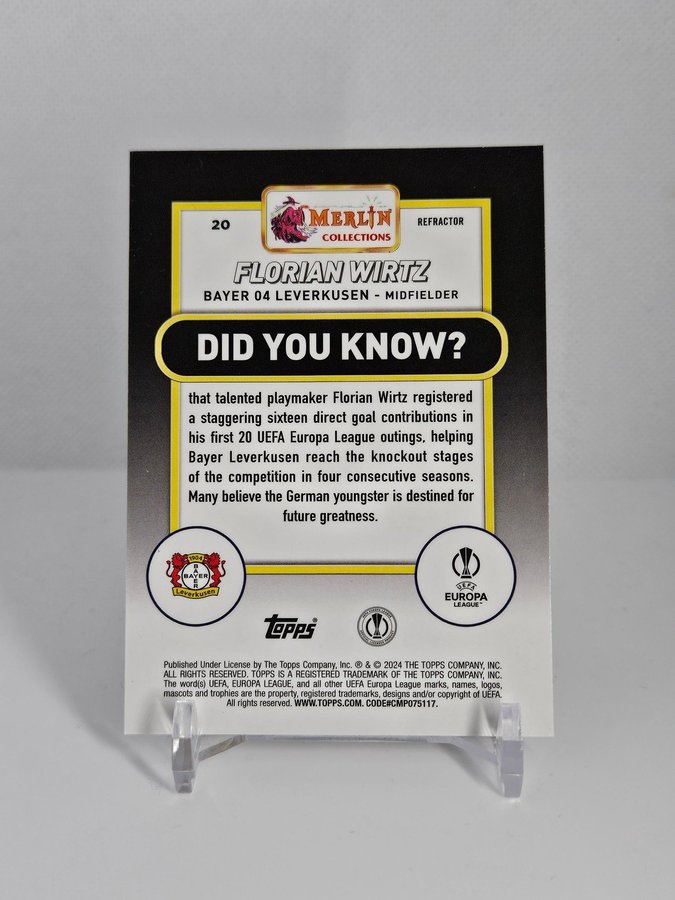 20
MERLIN
COLLECTIONS
REFRACTOR
FLORIAN WIRTZ
BAYER 04 LEVERKUSEN - MIDFIELDER
DID YOU KNOW?
that talented playmaker Florian Wirtz registered
a staggering sixteen direct goal contributions in
his first 20 UEFA Europa League outings, helping
Bayer Leverkusen reach the knockout stages
of the competition in four consecutive seasons.
Many believe the German youngster is destined for
future greatness.
1904
BAYER
BAYER
Leverkusen
UEFA
EUROPA
LEAGUE™
Topps®
Published Under License by The Topps Company, Inc. ® & © 2024 THE TOPPS COMPANY, INC.
ALL RIGHTS RESERVED. TOPPS IS A REGISTERED TRADEMARK OF THE TOPPS COMPANY, INC.
The word(s) UEFA, EUROPA LEAGUE, and all other UEFA Europa League marks, names, logos,
mascots and trophies are the property, registered trademarks, designs and/or copyright of UEFA.
All rights reserved. WWW.TOPPS.COM. CODE#CMP075117.